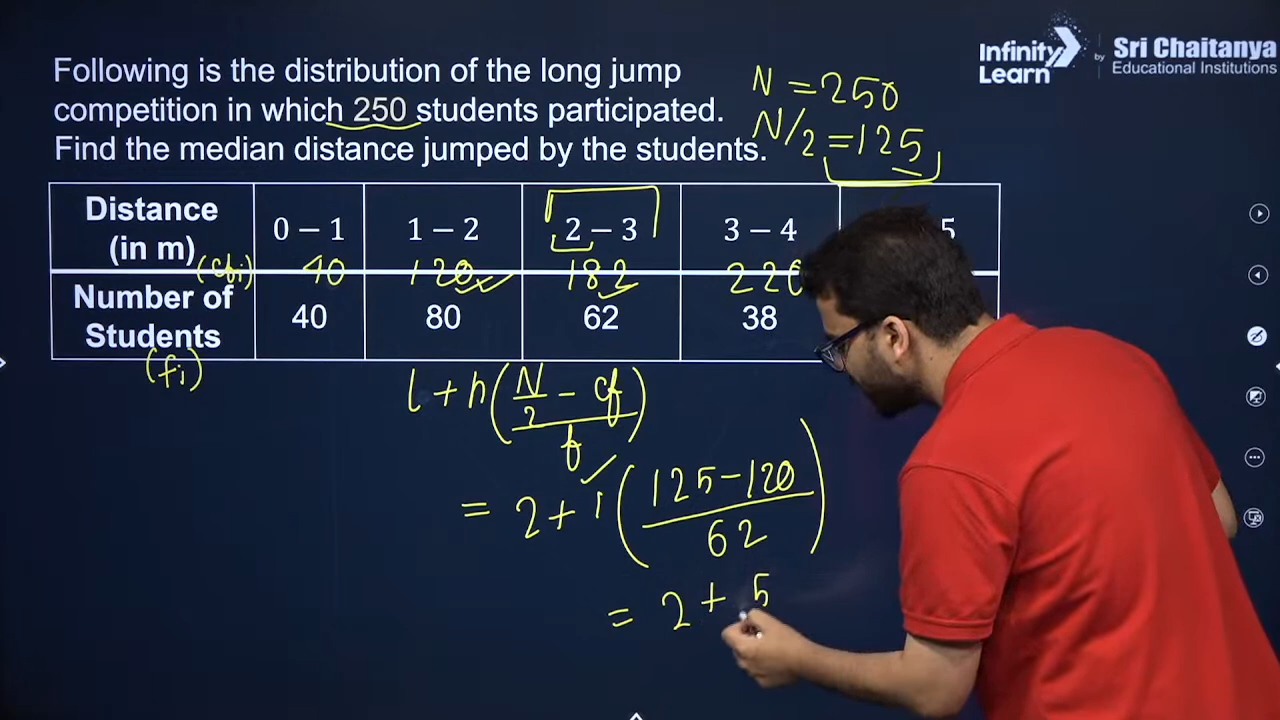 Infinity Learn by Sri Chaitanya Educational Institutions
Following is the distribution of the long jump
competition in which 250 students participated.
Find the median distance jumped by the students.
N = 250
N/2 = 125
Distance (in m) 0 – 1 1 – 2 2 – 3 3 – 4 5
(cfi) 40 120 182 220
Number of Students 40 80 62 38
(fi)
l + h (N/2 – cf / f)
= 2 + 1 (125 – 120 / 62)
= 2 + 5